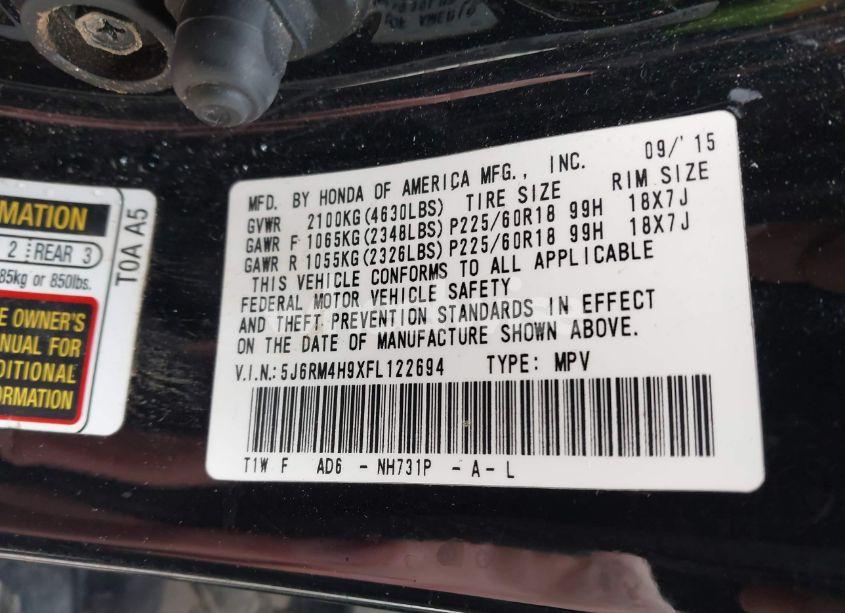 MFD. BY HONDA OF AMERICA MFG., INC. 09/'15
GVWR 2100KG(4630LBS) TIRE SIZE RIM SIZE
GAWR F 1065KG(2348LBS) P225/60R18 99H 18X7J
GAWR R 1055KG(2326LBS) P225/60R18 99H 18X7J
THIS VEHICLE CONFORMS TO ALL APPLICABLE
FEDERAL MOTOR VEHICLE SAFETY
AND THEFT PREVENTION STANDARDS IN EFFECT
ON THE DATE OF MANUFACTURE SHOWN ABOVE.
V.I.N.: 5J6RM4H9XFL122694 TYPE: MPV
T1W F AD6 - NH731P - A - L
RMATION
2 REAR 3
85kg or 850lbs.
E OWNER'S
ANUAL FOR
DITIONAL
ORMATION
T0A A5